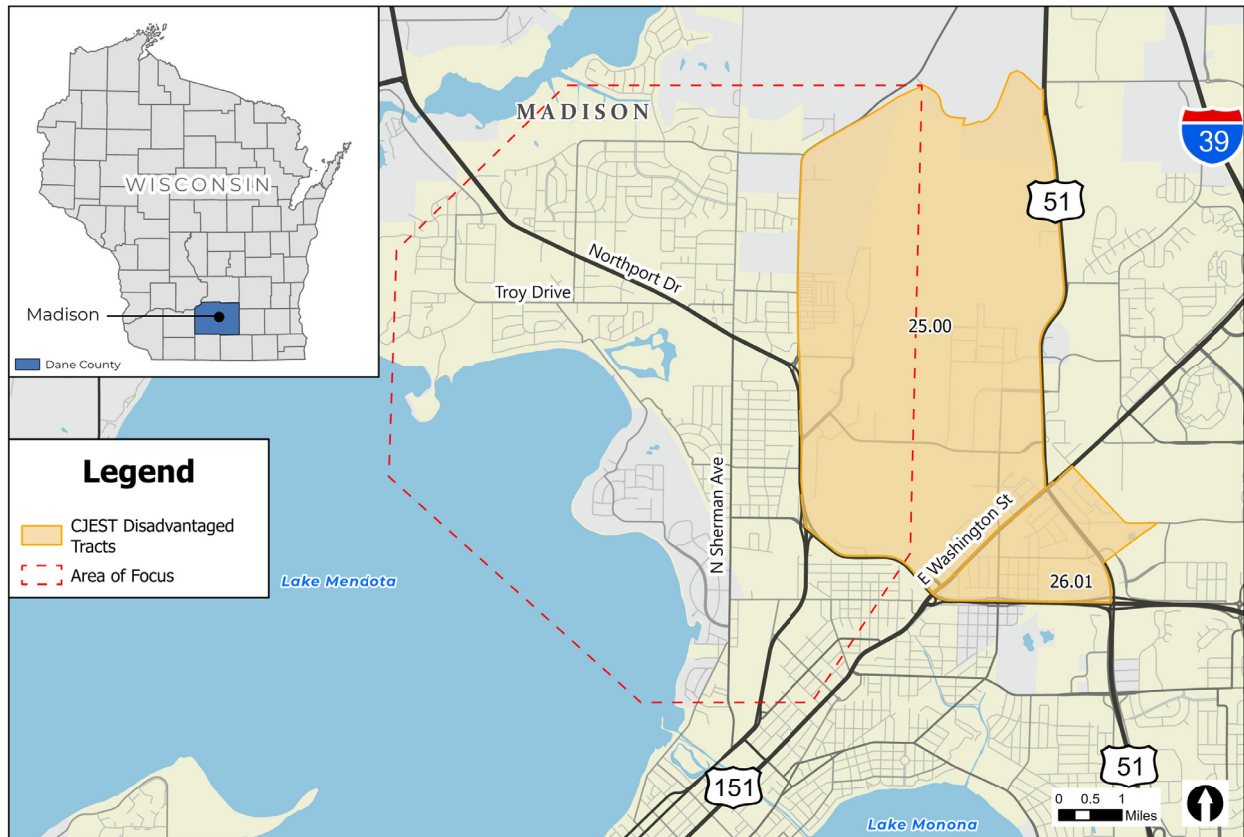 WISCONSIN
Madison
Dane County
MADISON
39
51
Northport Dr
Troy Drive
25.00
Legend
CJEST Disadvantaged
Tracts
Area of Focus
N Sherman Ave
E Washington St
Lake Mendota
26.01
151
51
0 0.5 1
Miles
Lake Monona